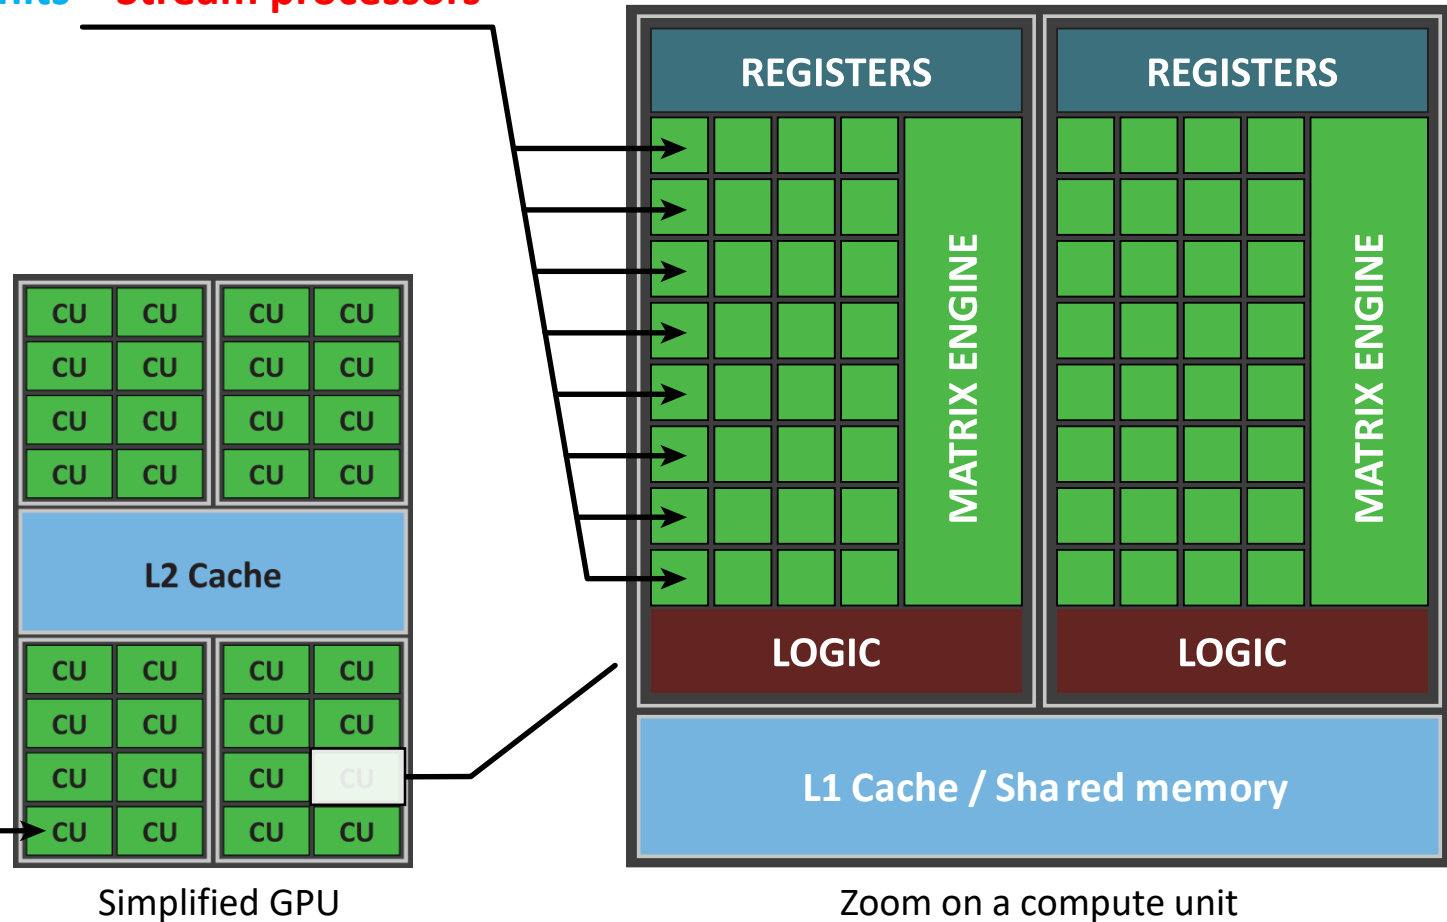 Stream processors
REGISTERS REGISTERS
MATRIX ENGINE MATRIX ENGINE
CU CU CU CU
CU CU CU CU
CU CU CU CU
CU CU CU CU
L2 Cache
CU CU CU CU
CU CU CU CU
CU CU CU CU
CU CU CU CU
LOGIC LOGIC
L1 Cache / Shared memory
Simplified GPU
Zoom on a compute unit